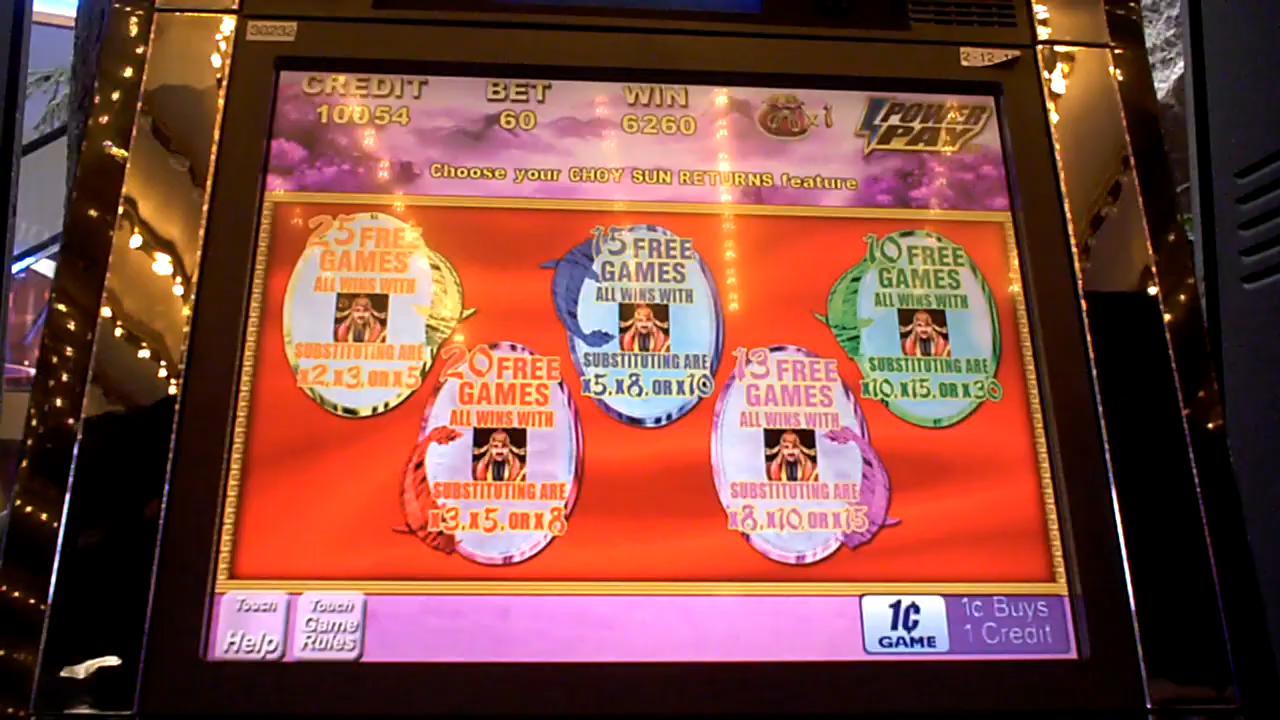 30232
2-12-1
CREDIT
10054
BET
60
WIN
6260
x1
POWER
PAY
Choose your CHOY SUN RETURNS feature
25 FREE
GAMES
ALL WINS WITH
SUBSTITUTING ARE
x2, x3, OR x5
20 FREE
GAMES
ALL WINS WITH
SUBSTITUTING ARE
x3, x5, OR x8
15 FREE
GAMES
ALL WINS WITH
SUBSTITUTING ARE
x5, x8, OR x10
13 FREE
GAMES
ALL WINS WITH
SUBSTITUTING ARE
x8, x10, OR x15
10 FREE
GAMES
ALL WINS WITH
SUBSTITUTING ARE
x10, x15, OR x30
Touch
Help
Touch
Game
Rules
1¢
GAME
1c Buys
1 Credit